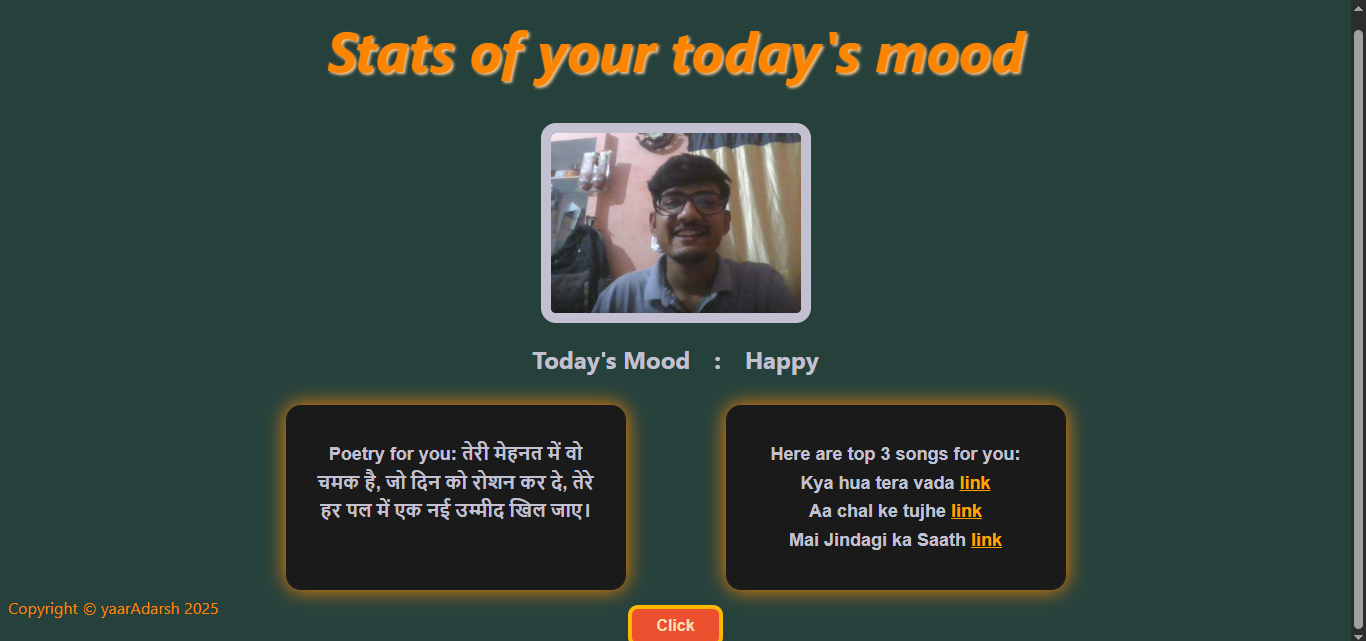 Stats of your today's mood
Today's Mood : Happy
Poetry for you: तेरी मेहनत में वो
चमक है, जो दिन को रोशन कर दे, तेरे
हर पल में एक नई उम्मीद खिल जाए।
Here are top 3 songs for you:
Kya hua tera vada link
Aa chal ke tujhe link
Mai Jindagi ka Saath link
Copyright © yaarAdarsh 2025
Click